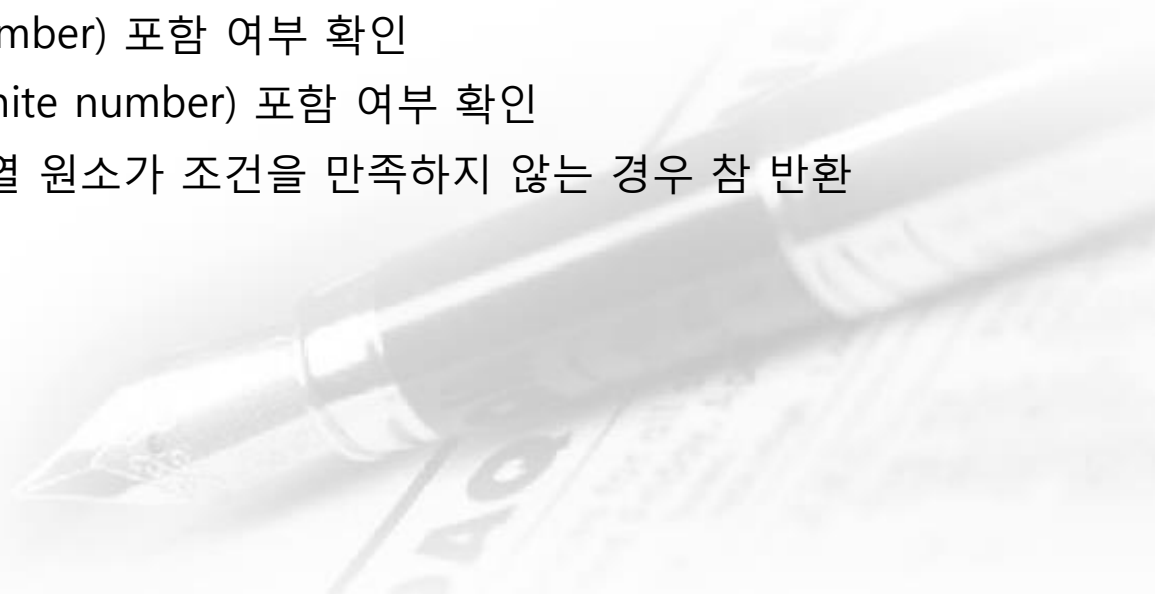 mber) 포함 여부 확인
nite number) 포함 여부 확인
열 원소가 조건을 만족하지 않는 경우 참 반환